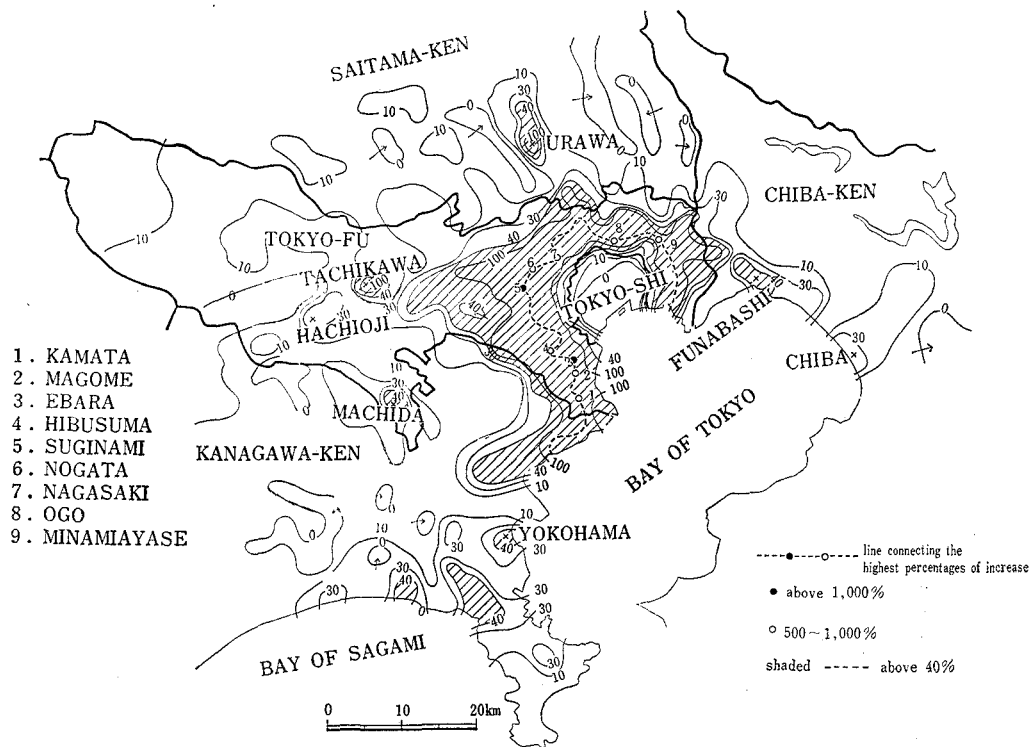 SAITAMA-KEN
URAWA
CHIBA-KEN
TOKYO-FU
TACHIKAWA
HACHIOJI
TOKYO-SHI
FUNABASHI
CHIBA
MACHIDA
KANAGAWA-KEN
BAY OF TOKYO
YOKOHAMA
BAY OF SAGAMI
1. KAMATA
2. MAGOME
3. EBARA
4. HIBUSUMA
5. SUGINAMI
6. NOGATA
7. NAGASAKI
8. OGO
9. MINAMIAYASE
line connecting the
highest percentages of increase
above 1,000%
500~1,000%
shaded ----- above 40%
0 10 20km